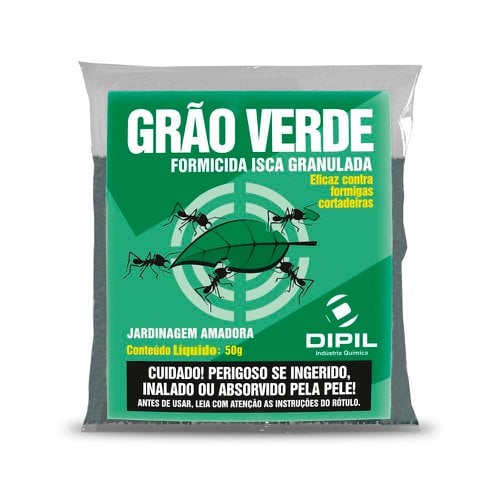 GRÃO VERDE
FORMICIDA ISCA GRANULADA
Eficaz contra
formigas
cortadeiras
JARDINAGEM AMADORA
Conteúdo Líquido: 50g
DIPIL
Indústria Química
CUIDADO! PERIGOSO SE INGERIDO,
INALADO OU ABSORVIDO PELA PELE!
ANTES DE USAR, LEIA COM ATENÇÃO AS INSTRUÇÕES DO RÓTULO.